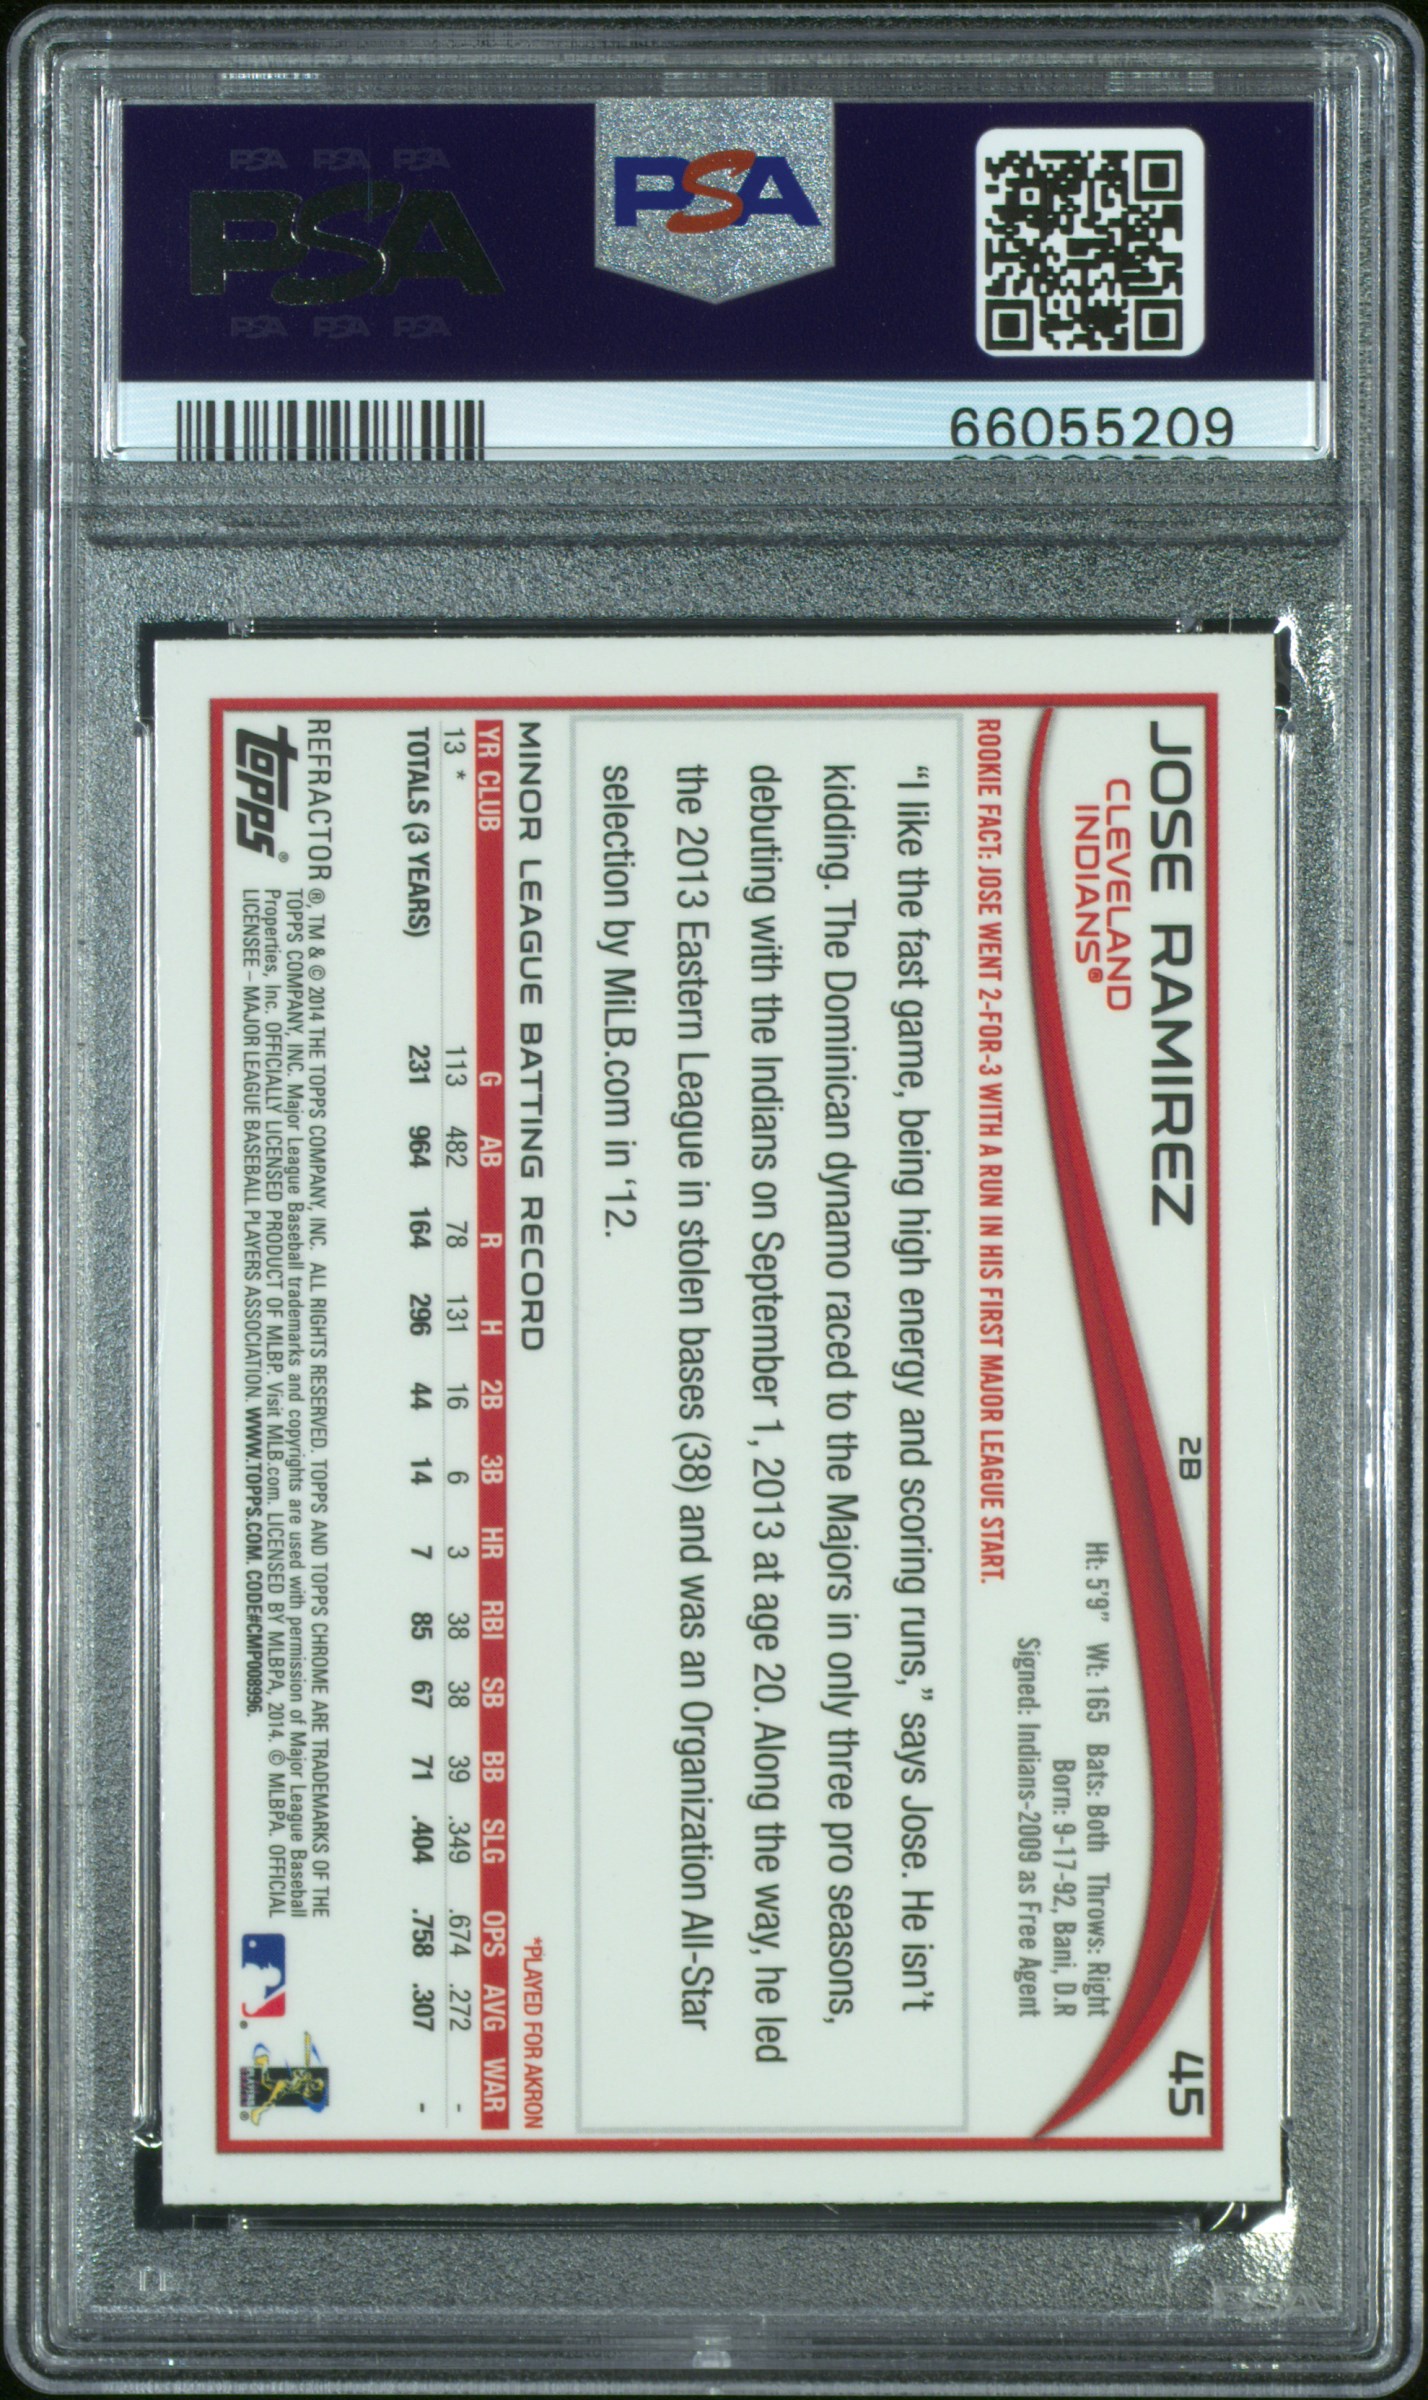 PSA PSA PSA
PSA
PSA PSA PSA
PSA
66055209
JOSE RAMIREZ 2B 45
CLEVELAND
INDIANS®
Ht: 5'9" Wt: 165 Bats: Both Throws: Right
Born: 9-17-92, Bani, D.R
Signed: Indians-2009 as Free Agent
ROOKIE FACT: JOSE WENT 2-FOR-3 WITH A RUN IN HIS FIRST MAJOR LEAGUE START.
“I like the fast game, being high energy and scoring runs,” says Jose. He isn’t
kidding. The Dominican dynamo raced to the Majors in only three pro seasons,
debuting with the Indians on September 1, 2013 at age 20. Along the way, he led
the 2013 Eastern League in stolen bases (38) and was an Organization All-Star
selection by MiLB.com in ‘12.
MINOR LEAGUE BATTING RECORD *PLAYED FOR AKRON
YR CLUB G AB R H 2B 3B HR RBI SB BB SLG OPS AVG WAR
13 * 113 482 78 131 16 6 3 38 38 39 .349 .674 .272 -
TOTALS (3 YEARS) 231 964 164 296 44 14 7 85 67 71 .404 .758 .307 -
REFRACTOR ®, TM & © 2014 THE TOPPS COMPANY, INC. ALL RIGHTS RESERVED. TOPPS AND TOPPS CHROME ARE TRADEMARKS OF THE
TOPPS COMPANY, INC. Major League Baseball trademarks and copyrights are used with permission of Major League Baseball
Properties, Inc. OFFICIALLY LICENSED PRODUCT OF MLBP. Visit MLB.com. LICENSED BY MLBPA, 2014. © MLBPA. OFFICIAL
LICENSEE – MAJOR LEAGUE BASEBALL PLAYERS ASSOCIATION. WWW.TOPPS.COM. CODE#CMP008996.
topps®
PSA